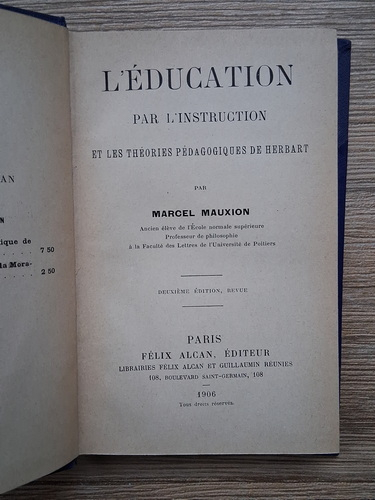 AN
N
ique de
7 50
la Mora-
2 50
L'ÉDUCATION
PAR L'INSTRUCTION
ET LES THÉORIES PÉDAGOGIQUES DE HERBART
PAR
MARCEL MAUXION
Ancien élève de l'École normale supérieure
Professeur de philosophie
à la Faculté des Lettres de l'Université de Poitiers
DEUXIÈME ÉDITION, REVUE
PARIS
FÉLIX ALCAN, ÉDITEUR
LIBRAIRIES FÉLIX ALCAN ET GUILLAUMIN RÉUNIES
108, BOULEVARD SAINT-GERMAIN, 108
1906
Tous droits réservés.